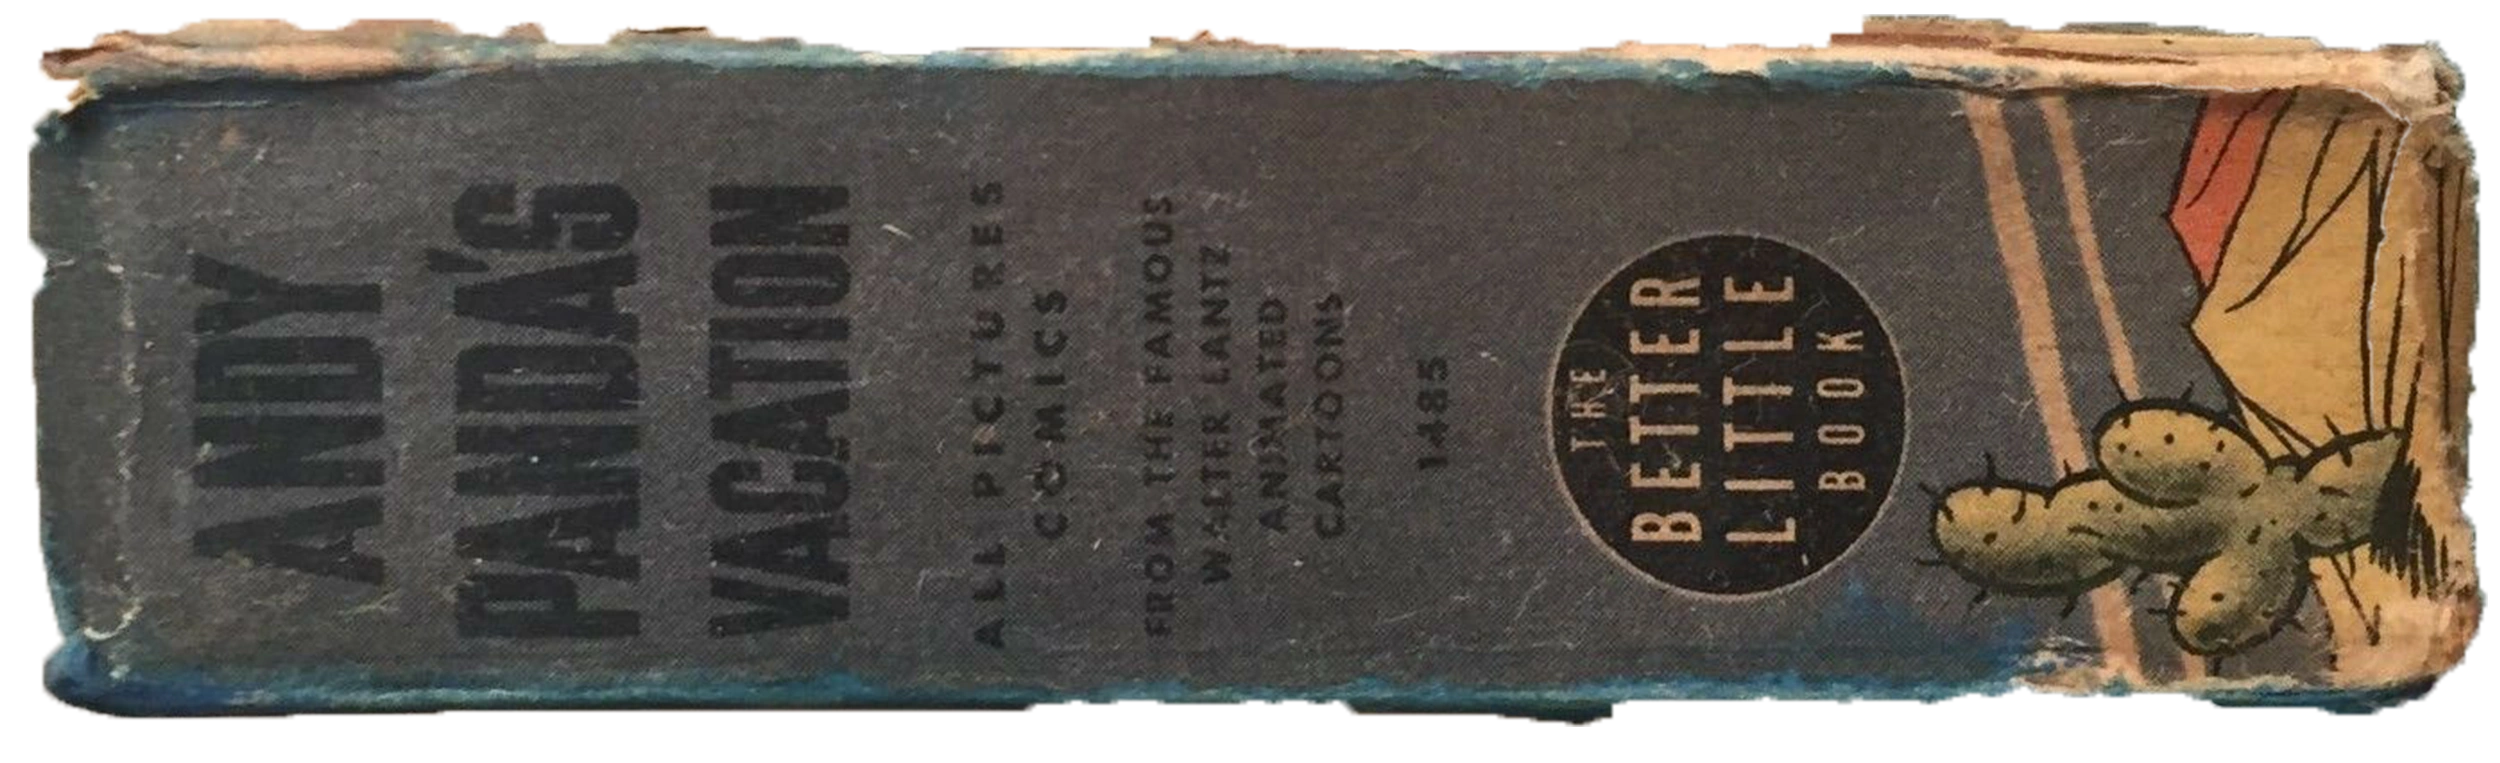 ANDY
PANDA'S
VACATION
ALL PICTURES
COMICS
FROM THE FAMOUS
WALTER LANTZ
ANIMATED
CARTOONS
1485
THE
BETTER
LITTLE
BOOK